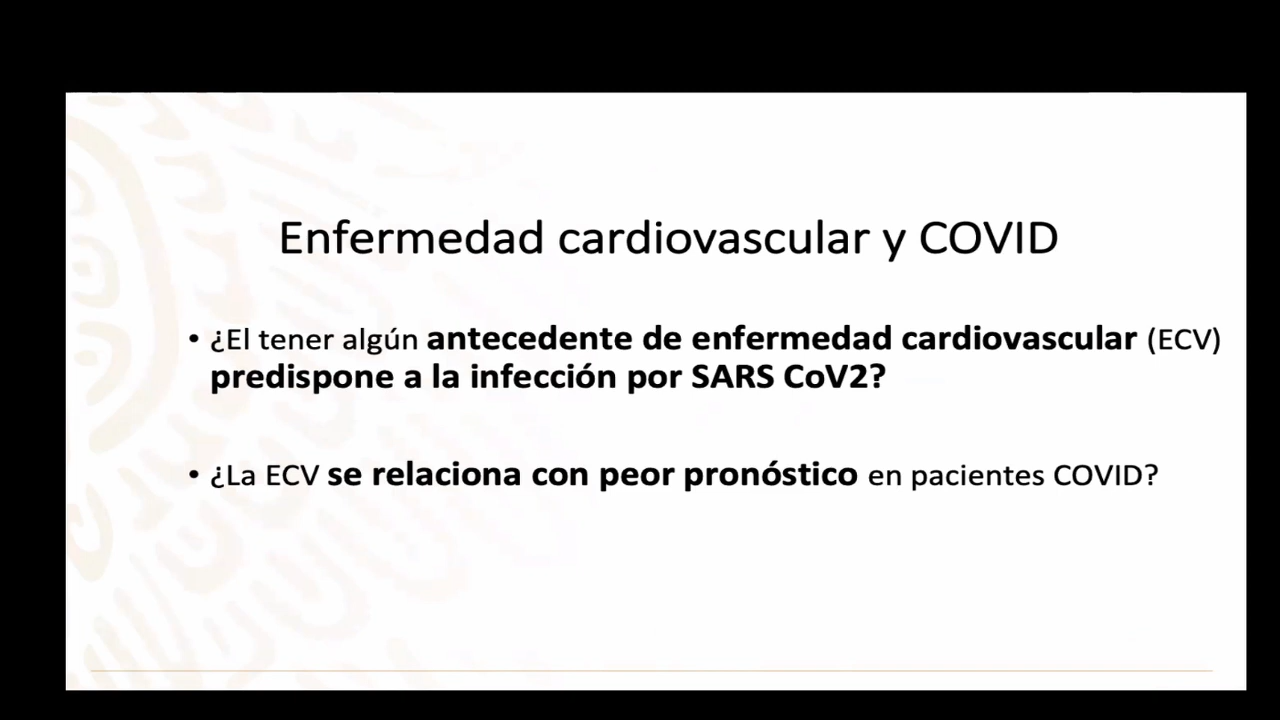 Enfermedad cardiovascular y COVID
• ¿El tener algún antecedente de enfermedad cardiovascular (ECV)
predispone a la infección por SARS CoV2?
• ¿La ECV se relaciona con peor pronóstico en pacientes COVID?